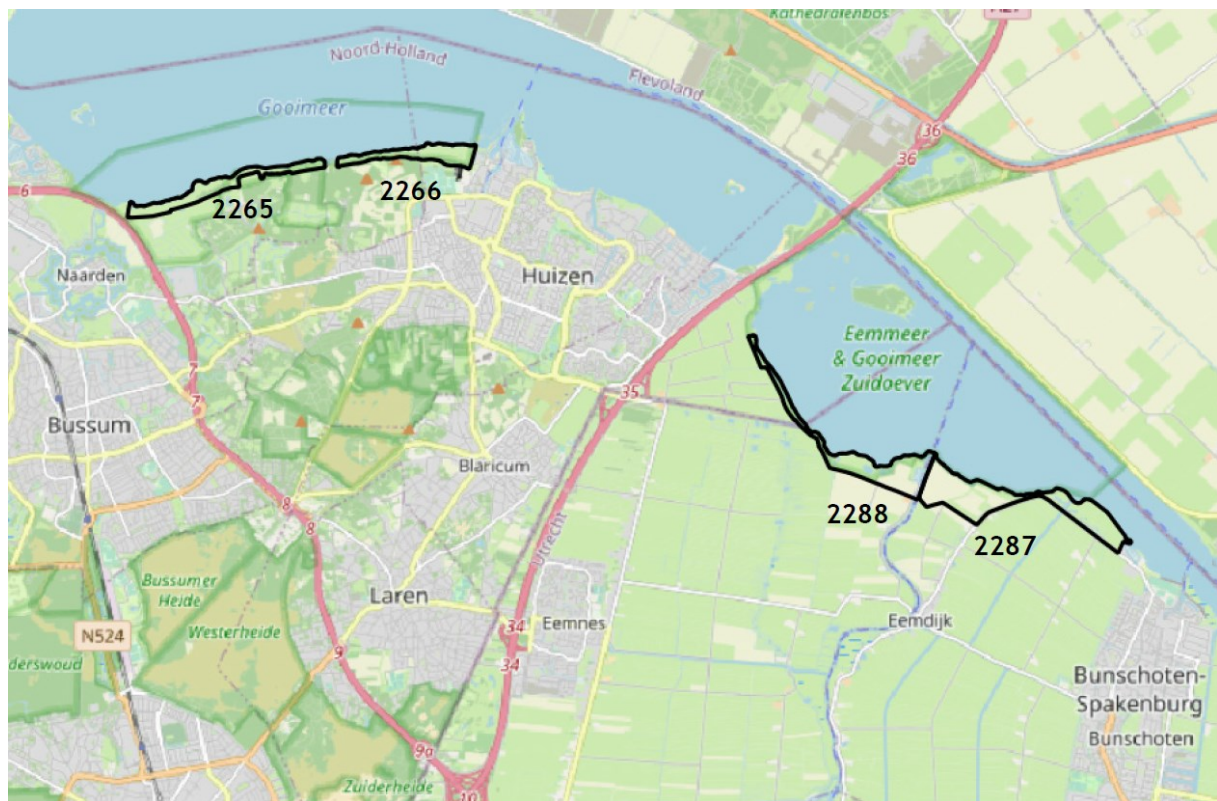 Kathedralenbos
A27
Noord-Holland
Flevoland
Gooimeer
36
36
6
2265
2266
Naarden
Huizen
Eemmeer
& Gooimeer
Zuidoever
7
7
35
Bussum
Blaricum
8
8
2288
2287
Utrecht
Bussumer
Heide
Westerheide
Laren
Eemnes
Eemdijk
N524
derswoud
34
34
9
Bunschoten-
Spakenburg
Bunschoten
9a
Zuiderheide
10